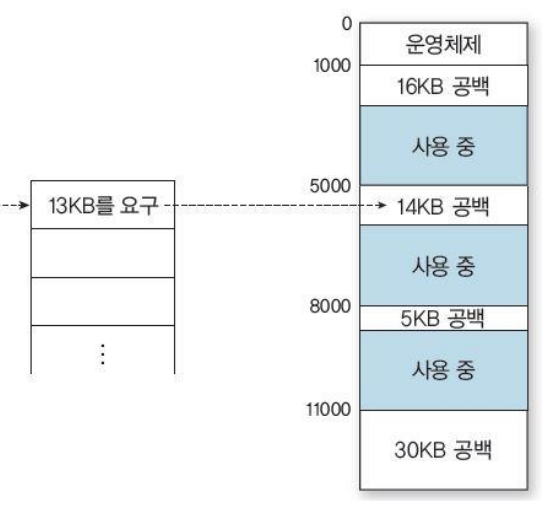 13KB를 요구
⋮
0
운영체제
1000
16KB 공백
사용 중
5000
14KB 공백
사용 중
8000
5KB 공백
사용 중
11000
30KB 공백